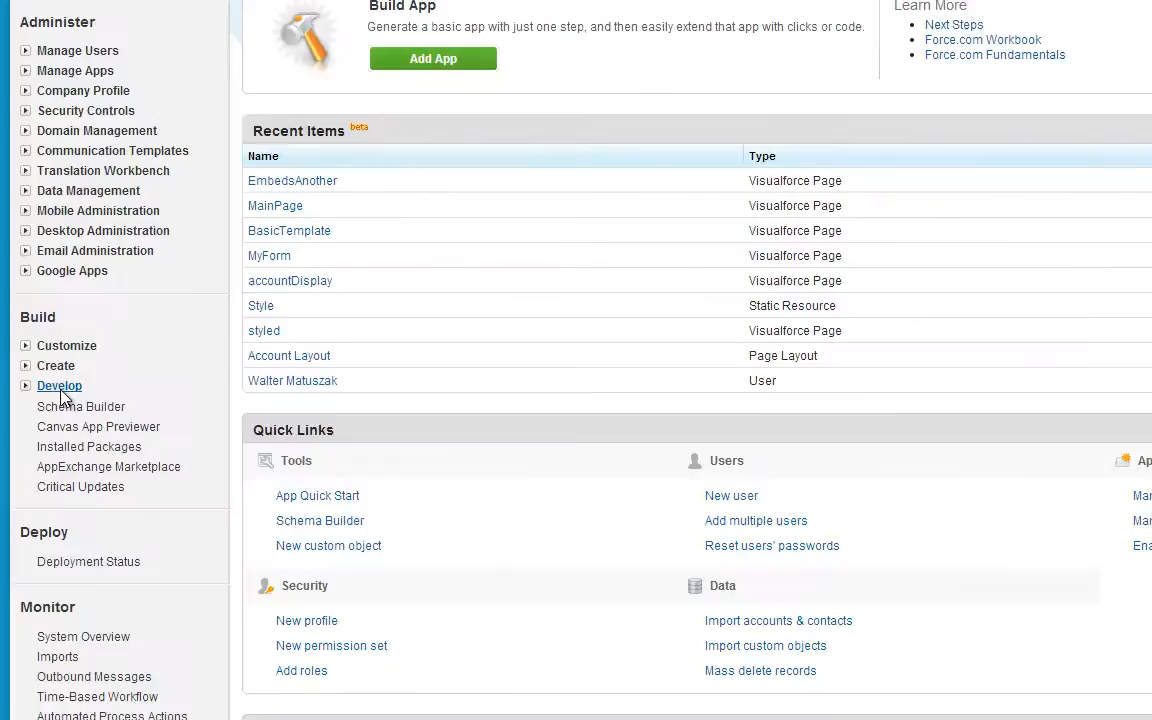 Administer
Manage Users
Manage Apps
Company Profile
Security Controls
Domain Management
Communication Templates
Translation Workbench
Data Management
Mobile Administration
Desktop Administration
Email Administration
Google Apps
Build
Customize
Create
Develop
Schema Builder
Canvas App Previewer
Installed Packages
AppExchange Marketplace
Critical Updates
Deploy
Deployment Status
Monitor
System Overview
Imports
Outbound Messages
Time-Based Workflow
Automated Process Actions
Build App
Generate a basic app with just one step, and then easily extend that app with clicks or code.
Add App
Learn More
Next Steps
Force.com Workbook
Force.com Fundamentals
Recent Items beta
Name Type
EmbedsAnother Visualforce Page
MainPage Visualforce Page
BasicTemplate Visualforce Page
MyForm Visualforce Page
accountDisplay Visualforce Page
Style Static Resource
styled Visualforce Page
Account Layout Page Layout
Walter Matuszak User
Quick Links
Tools
App Quick Start
Schema Builder
New custom object
Users
New user
Add multiple users
Reset users' passwords
Security
New profile
New permission set
Add roles
Data
Import accounts & contacts
Import custom objects
Mass delete records